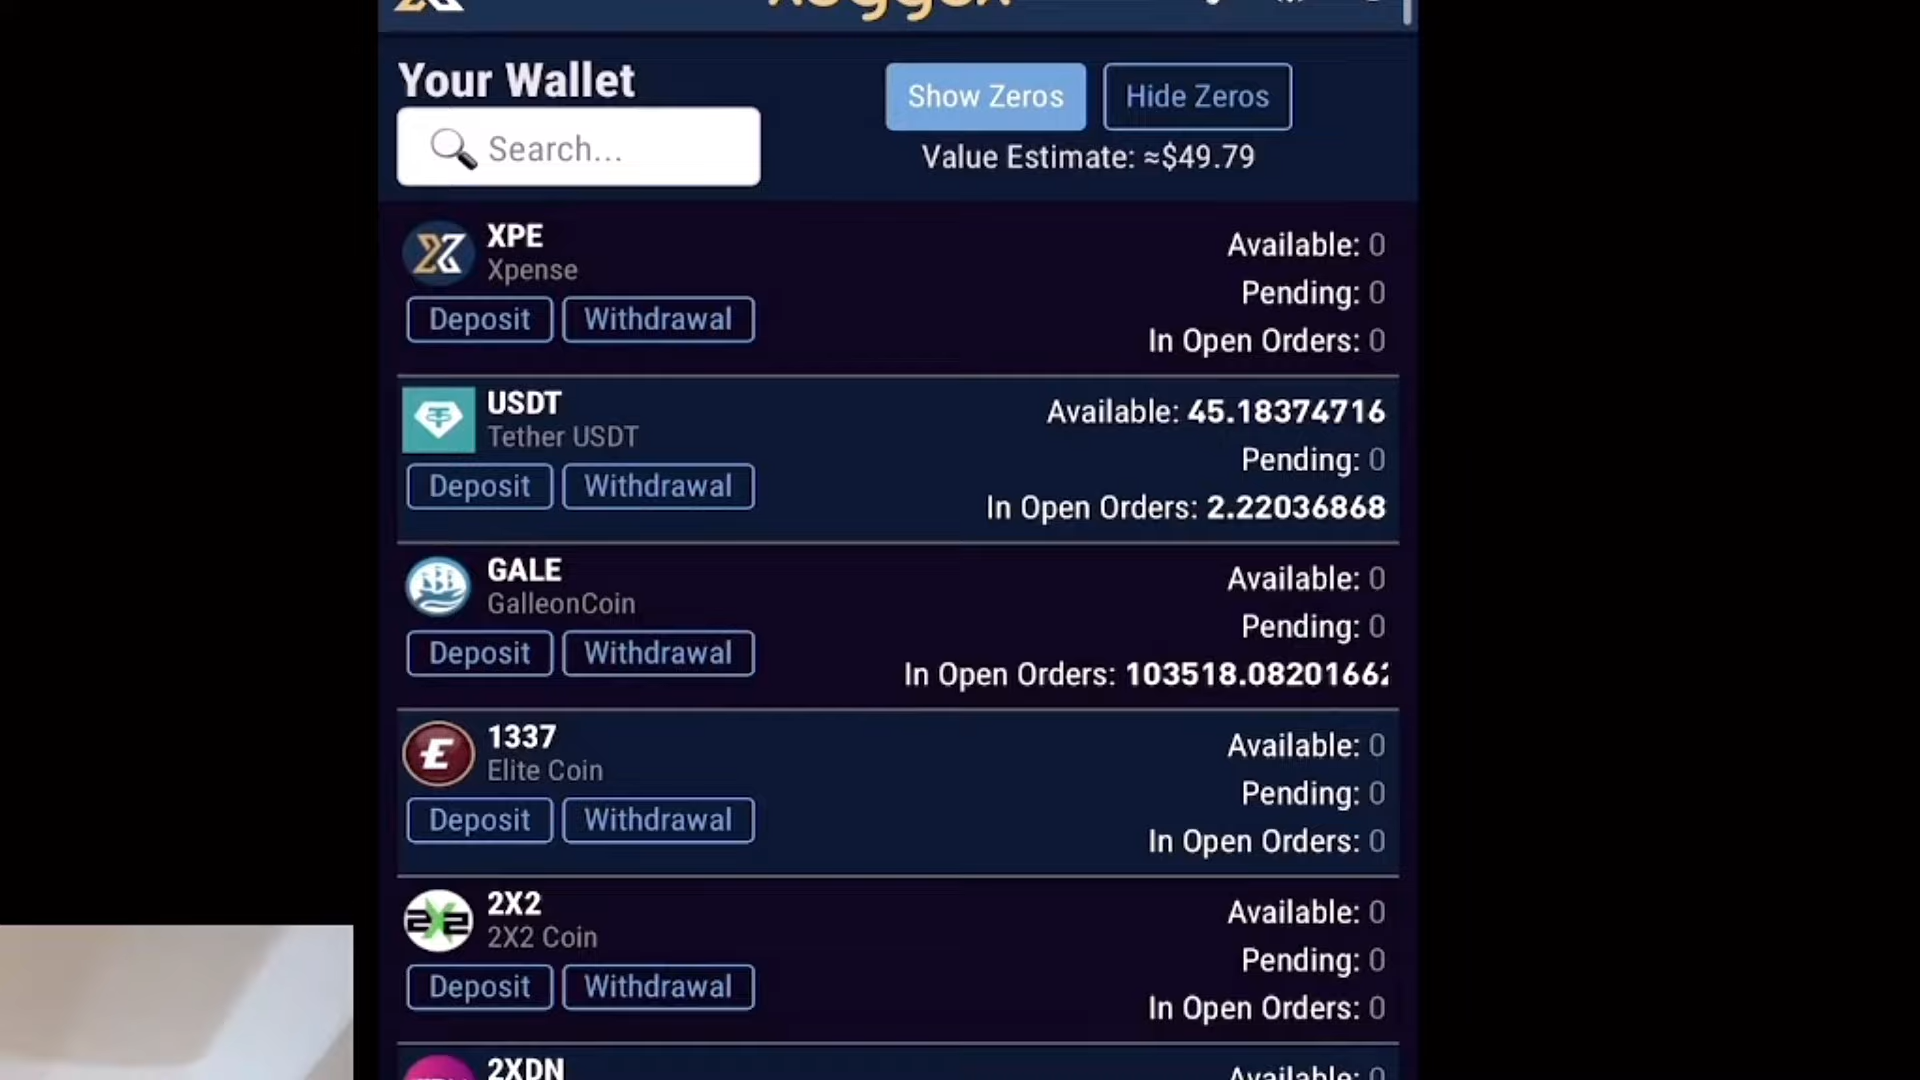 Your Wallet
Show Zeros
Hide Zeros
Search...
Value Estimate: ≈$49.79
XPE
Xpense
Available: 0
Pending: 0
In Open Orders: 0
Deposit
Withdrawal
USDT
Tether USDT
Available: 45.18374716
Pending: 0
In Open Orders: 2.22036868
Deposit
Withdrawal
GALE
GalleonCoin
Available: 0
Pending: 0
In Open Orders: 103518.08201662
Deposit
Withdrawal
1337
Elite Coin
Available: 0
Pending: 0
In Open Orders: 0
Deposit
Withdrawal
2X2
2X2 Coin
Available: 0
Pending: 0
In Open Orders: 0
Deposit
Withdrawal
2XDN
Available: 0